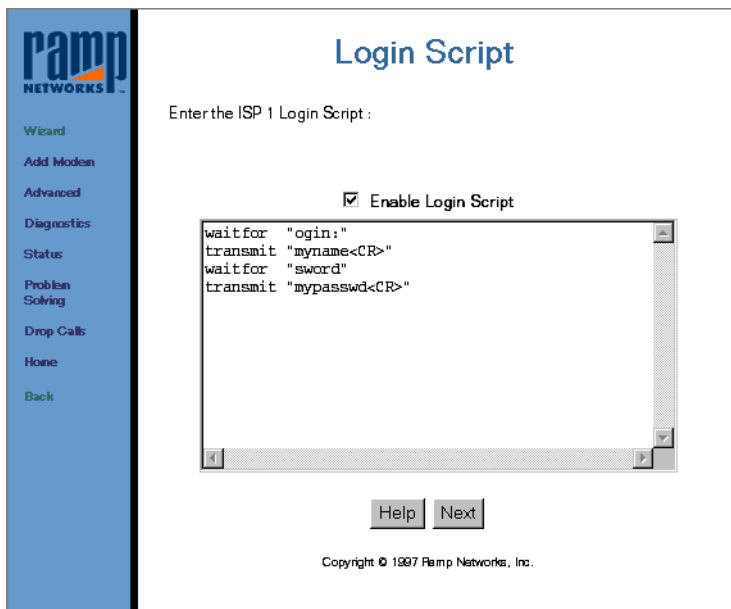 ramp
NETWORKS
Wizard
Add Modem
Advanced
Diagnostics
Status
Problem
Solving
Drop Calls
Home
Back
Login Script
Enter the ISP 1 Login Script :
Enable Login Script
waitfor "ogin:"
transmit "myname<CR>"
waitfor "sword"
transmit "mypasswd<CR>"
Help Next
Copyright © 1997 Ramp Networks, Inc.